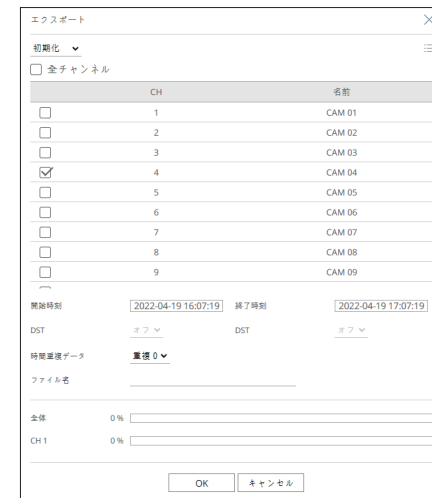 エクスポート
初期化
全チャンネル
CH 名前
1 CAM 01
2 CAM 02
3 CAM 03
4 CAM 04
5 CAM 05
6 CAM 06
7 CAM 07
8 CAM 08
9 CAM 09
開始時刻 2022-04-19 16:07:19 終了時刻 2022-04-19 17:07:19
DST オフ DST オフ
時間重複データ 重複 0
ファイル名
全体 0 %
CH 1 0 %
OK キャンセル